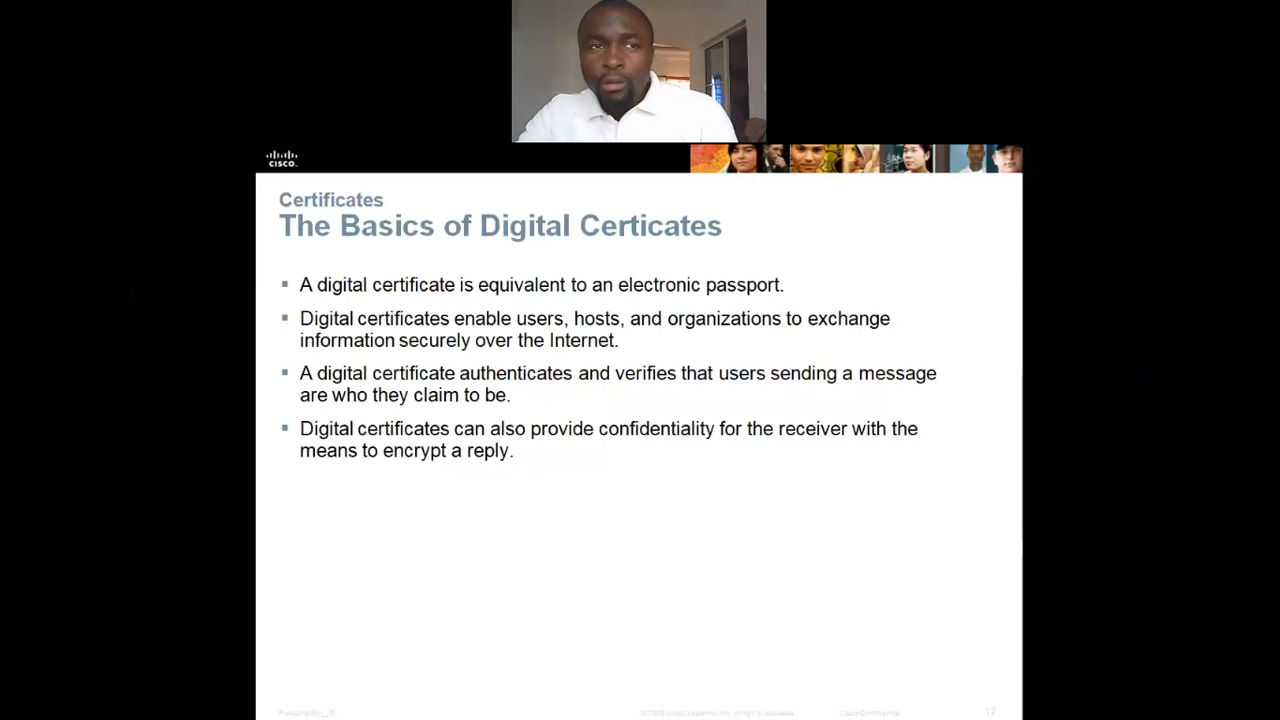 CISCO
Certificates
The Basics of Digital Certicates
A digital certificate is equivalent to an electronic passport.
Digital certificates enable users, hosts, and organizations to exchange
information securely over the Internet.
A digital certificate authenticates and verifies that users sending a message
are who they claim to be.
Digital certificates can also provide confidentiality for the receiver with the
means to encrypt a reply.
12